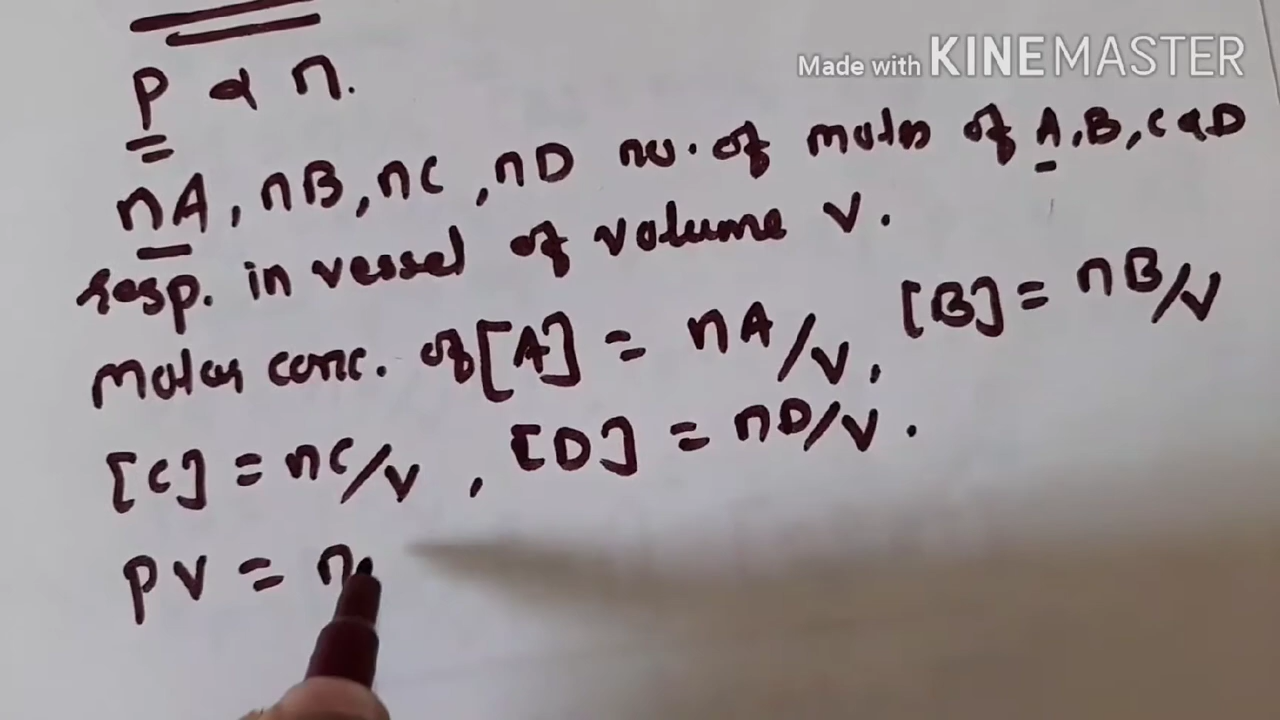 Made with KINEMASTER
P α n.
nA, nB, nC, nD no. of moles of A, B, C & D
resp. in vessel of volume V.
molar conc. of [A] = nA/V, [B] = nB/V
[C] = nC/V, [D] = nD/V.
PV = n